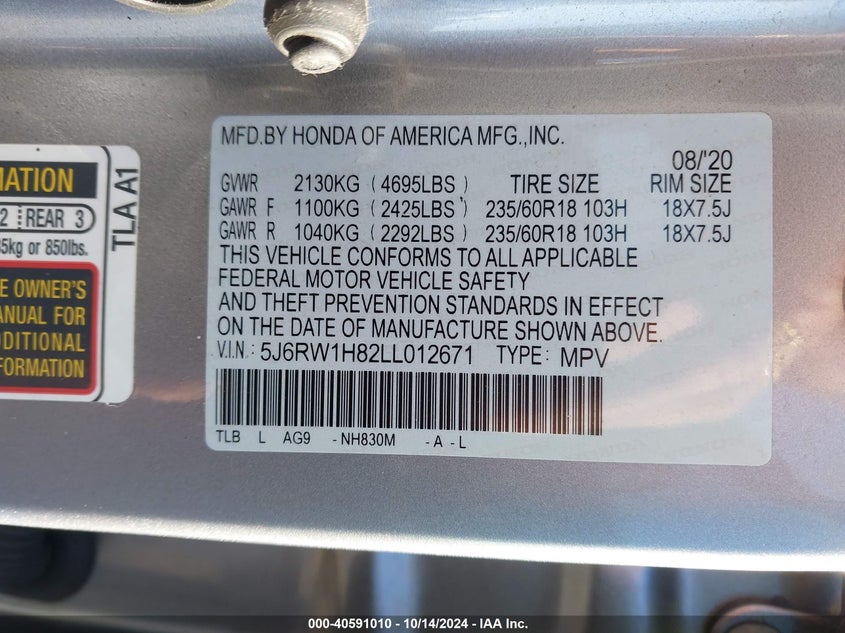 MATION
2 REAR 3
5kg or 850lbs.
E OWNER'S
ANUAL FOR
DDITIONAL
FORMATION
TLA A1
MFD.BY HONDA OF AMERICA MFG.,INC.
08/'20
GVWR 2130KG (4695LBS) TIRE SIZE RIM SIZE
GAWR F 1100KG (2425LBS) 235/60R18 103H 18X7.5J
GAWR R 1040KG (2292LBS) 235/60R18 103H 18X7.5J
THIS VEHICLE CONFORMS TO ALL APPLICABLE
FEDERAL MOTOR VEHICLE SAFETY
AND THEFT PREVENTION STANDARDS IN EFFECT
ON THE DATE OF MANUFACTURE SHOWN ABOVE.
V.I.N: 5J6RW1H82LL012671 TYPE: MPV
TLB L AG9 -NH830M -A-L
000-40591010 - 10/14/2024 - IAA Inc.